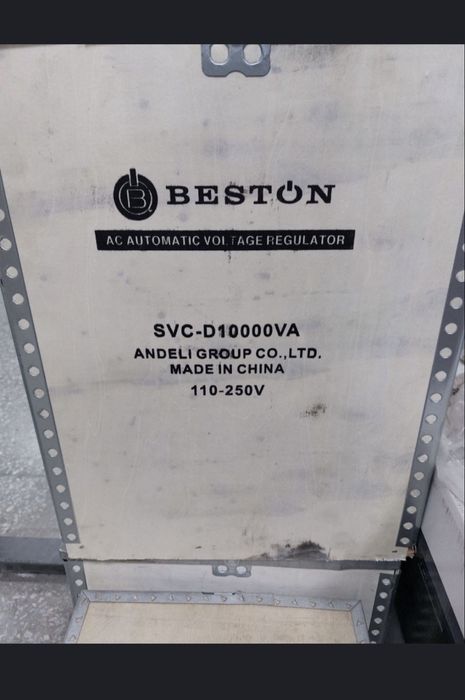 BESTON
AC AUTOMATIC VOLTAGE REGULATOR
SVC-D10000VA
ANDELI GROUP CO.,LTD.
MADE IN CHINA
110-250V